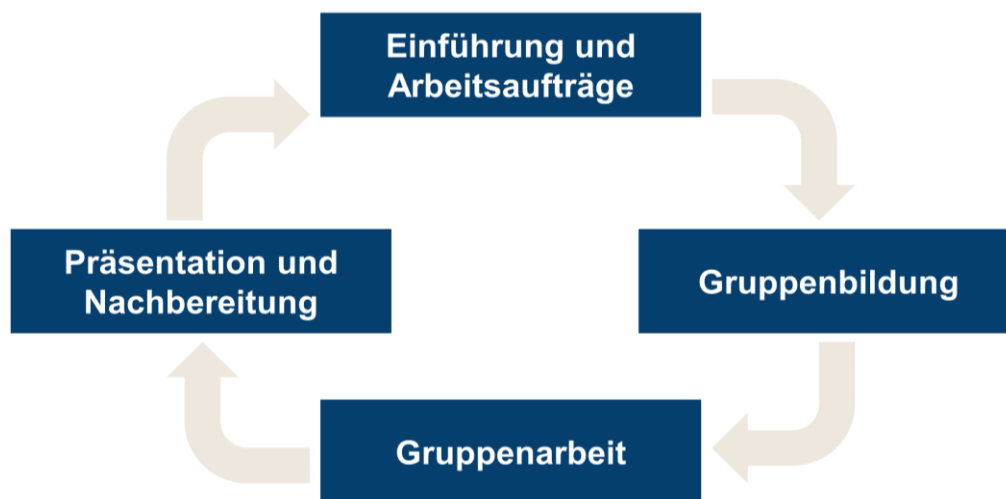 Einführung und
Arbeitsaufträge
Gruppenbildung
Gruppenarbeit
Präsentation und
Nachbereitung